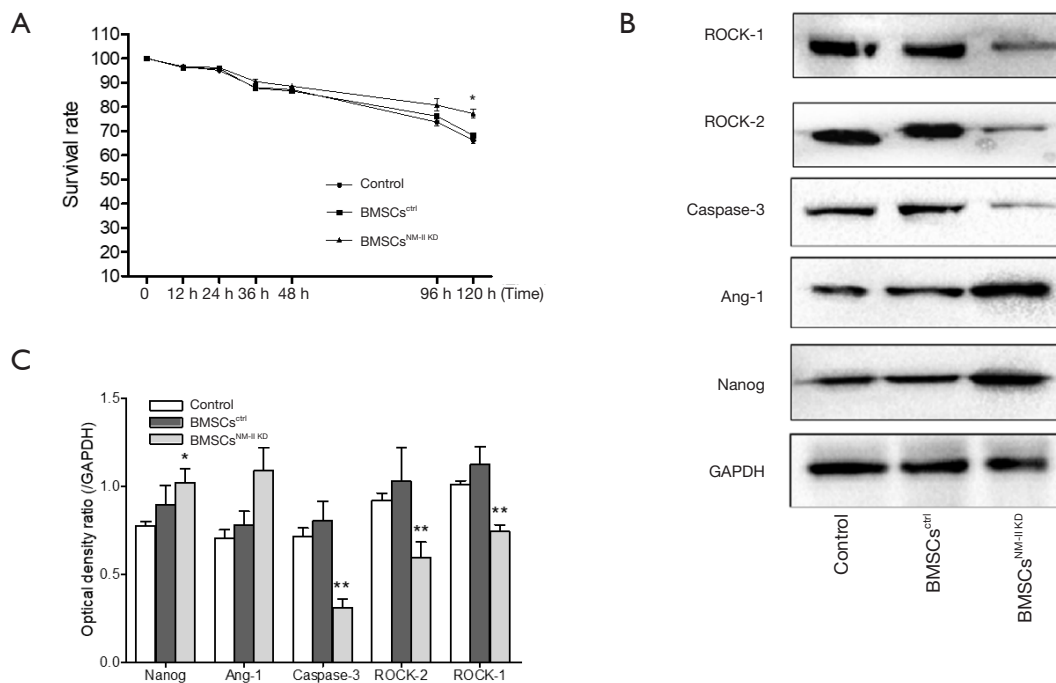 A
Survival rate
100
90
80
70
60
50
40
30
20
10
Control
BMSCs^ctrl
BMSCs^NM-II KD
*
0 12 h 24 h 36 h 48 h 96 h 120 h (Time)
B
ROCK-1
ROCK-2
Caspase-3
Ang-1
Nanog
GAPDH
Control
BMSCs^ctrl
BMSCs^NM-II KD
C
Optical density ratio (/GAPDH)
1.5
1.0
0.5
0.0
Control
BMSCs^ctrl
BMSCs^NM-II KD
*
**
**
**
Nanog Ang-1 Caspase-3 ROCK-2 ROCK-1